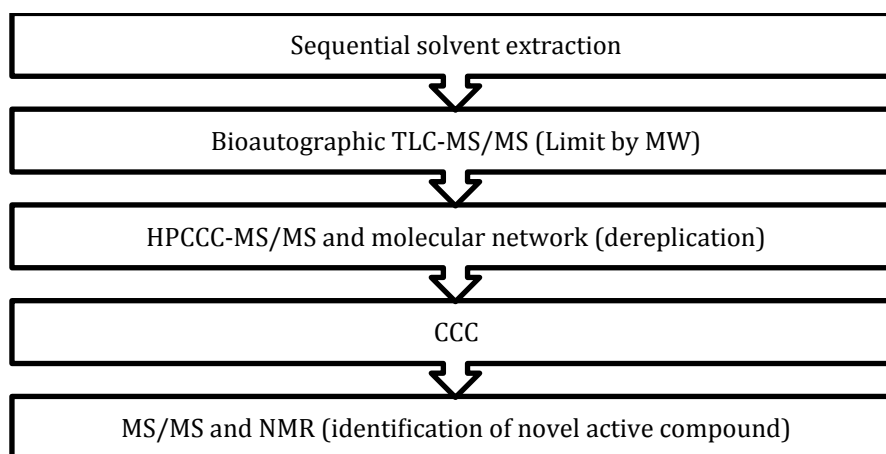 Sequential solvent extraction
Bioautographic TLC-MS/MS (Limit by MW)
HPCCC-MS/MS and molecular network (dereplication)
CCC
MS/MS and NMR (identification of novel active compound)